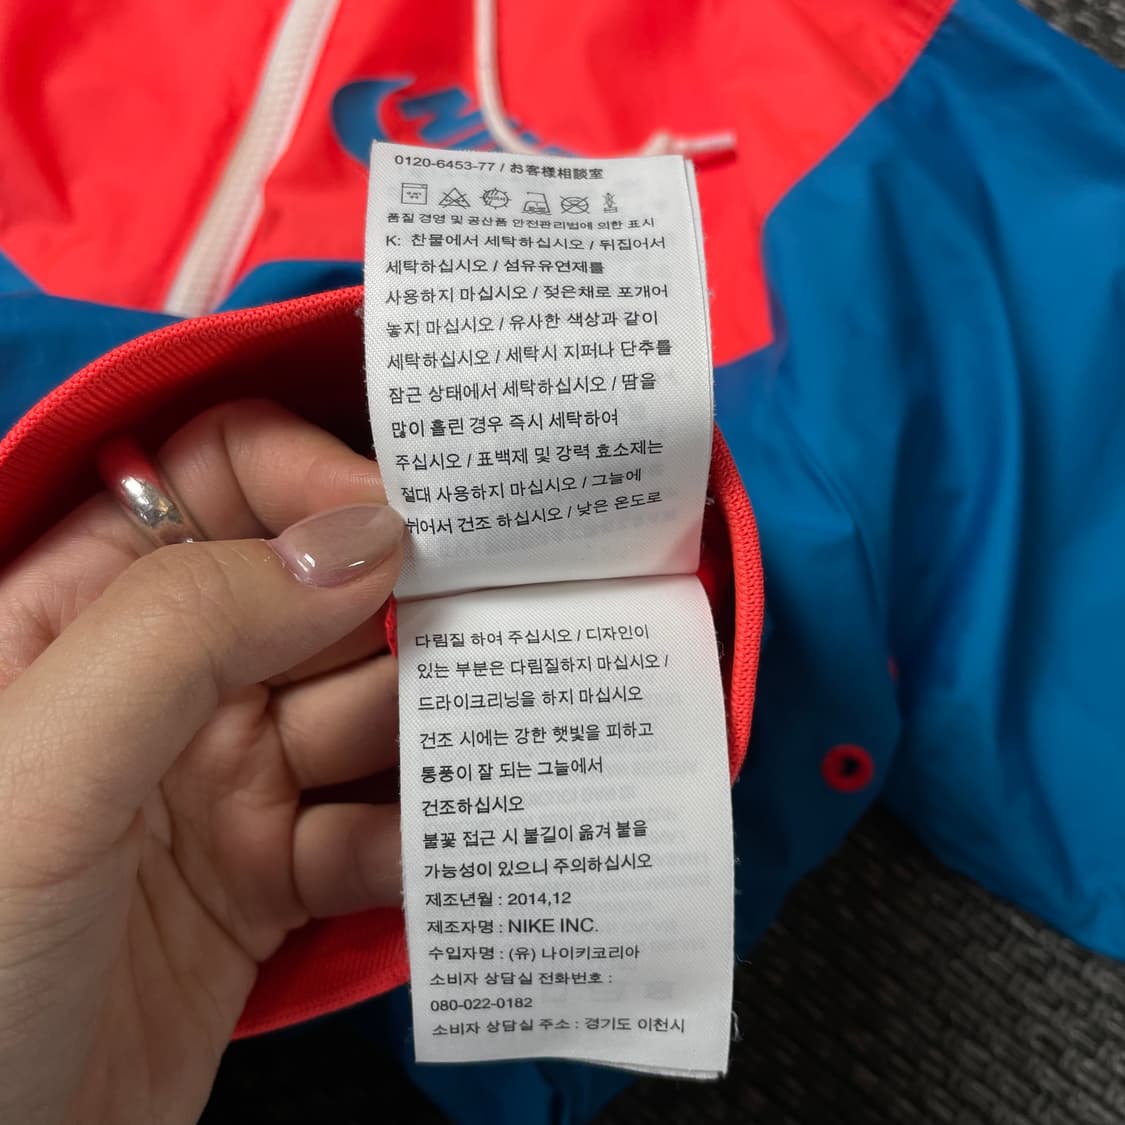 0120-6453-77 / お客様相談室
품질 경영 및 공산품 안전관리법에 의한 표시
K: 찬물에서 세탁하십시오 / 뒤집어서
세탁하십시오 / 섬유유연제를
사용하지 마십시오 / 젖은채로 포개어
놓지 마십시오 / 유사한 색상과 같이
세탁하십시오 / 세탁시 지퍼나 단추를
잠근 상태에서 세탁하십시오 / 땀을
많이 흘린 경우 즉시 세탁하여
주십시오 / 표백제 및 강력 효소제는
절대 사용하지 마십시오 / 그늘에
뉘어서 건조 하십시오 / 낮은 온도로
다림질 하여 주십시오 / 디자인이
있는 부분은 다림질하지 마십시오 /
드라이크리닝을 하지 마십시오
건조 시에는 강한 햇빛을 피하고
통풍이 잘 되는 그늘에서
건조하십시오
불꽃 접근 시 불길이 옮겨 붙을
가능성이 있으니 주의하십시오
제조년월 : 2014,12
제조자명 : NIKE INC.
수입자명 : (유) 나이키코리아
소비자 상담실 전화번호 :
080-022-0182
소비자 상담실 주소 : 경기도 이천시